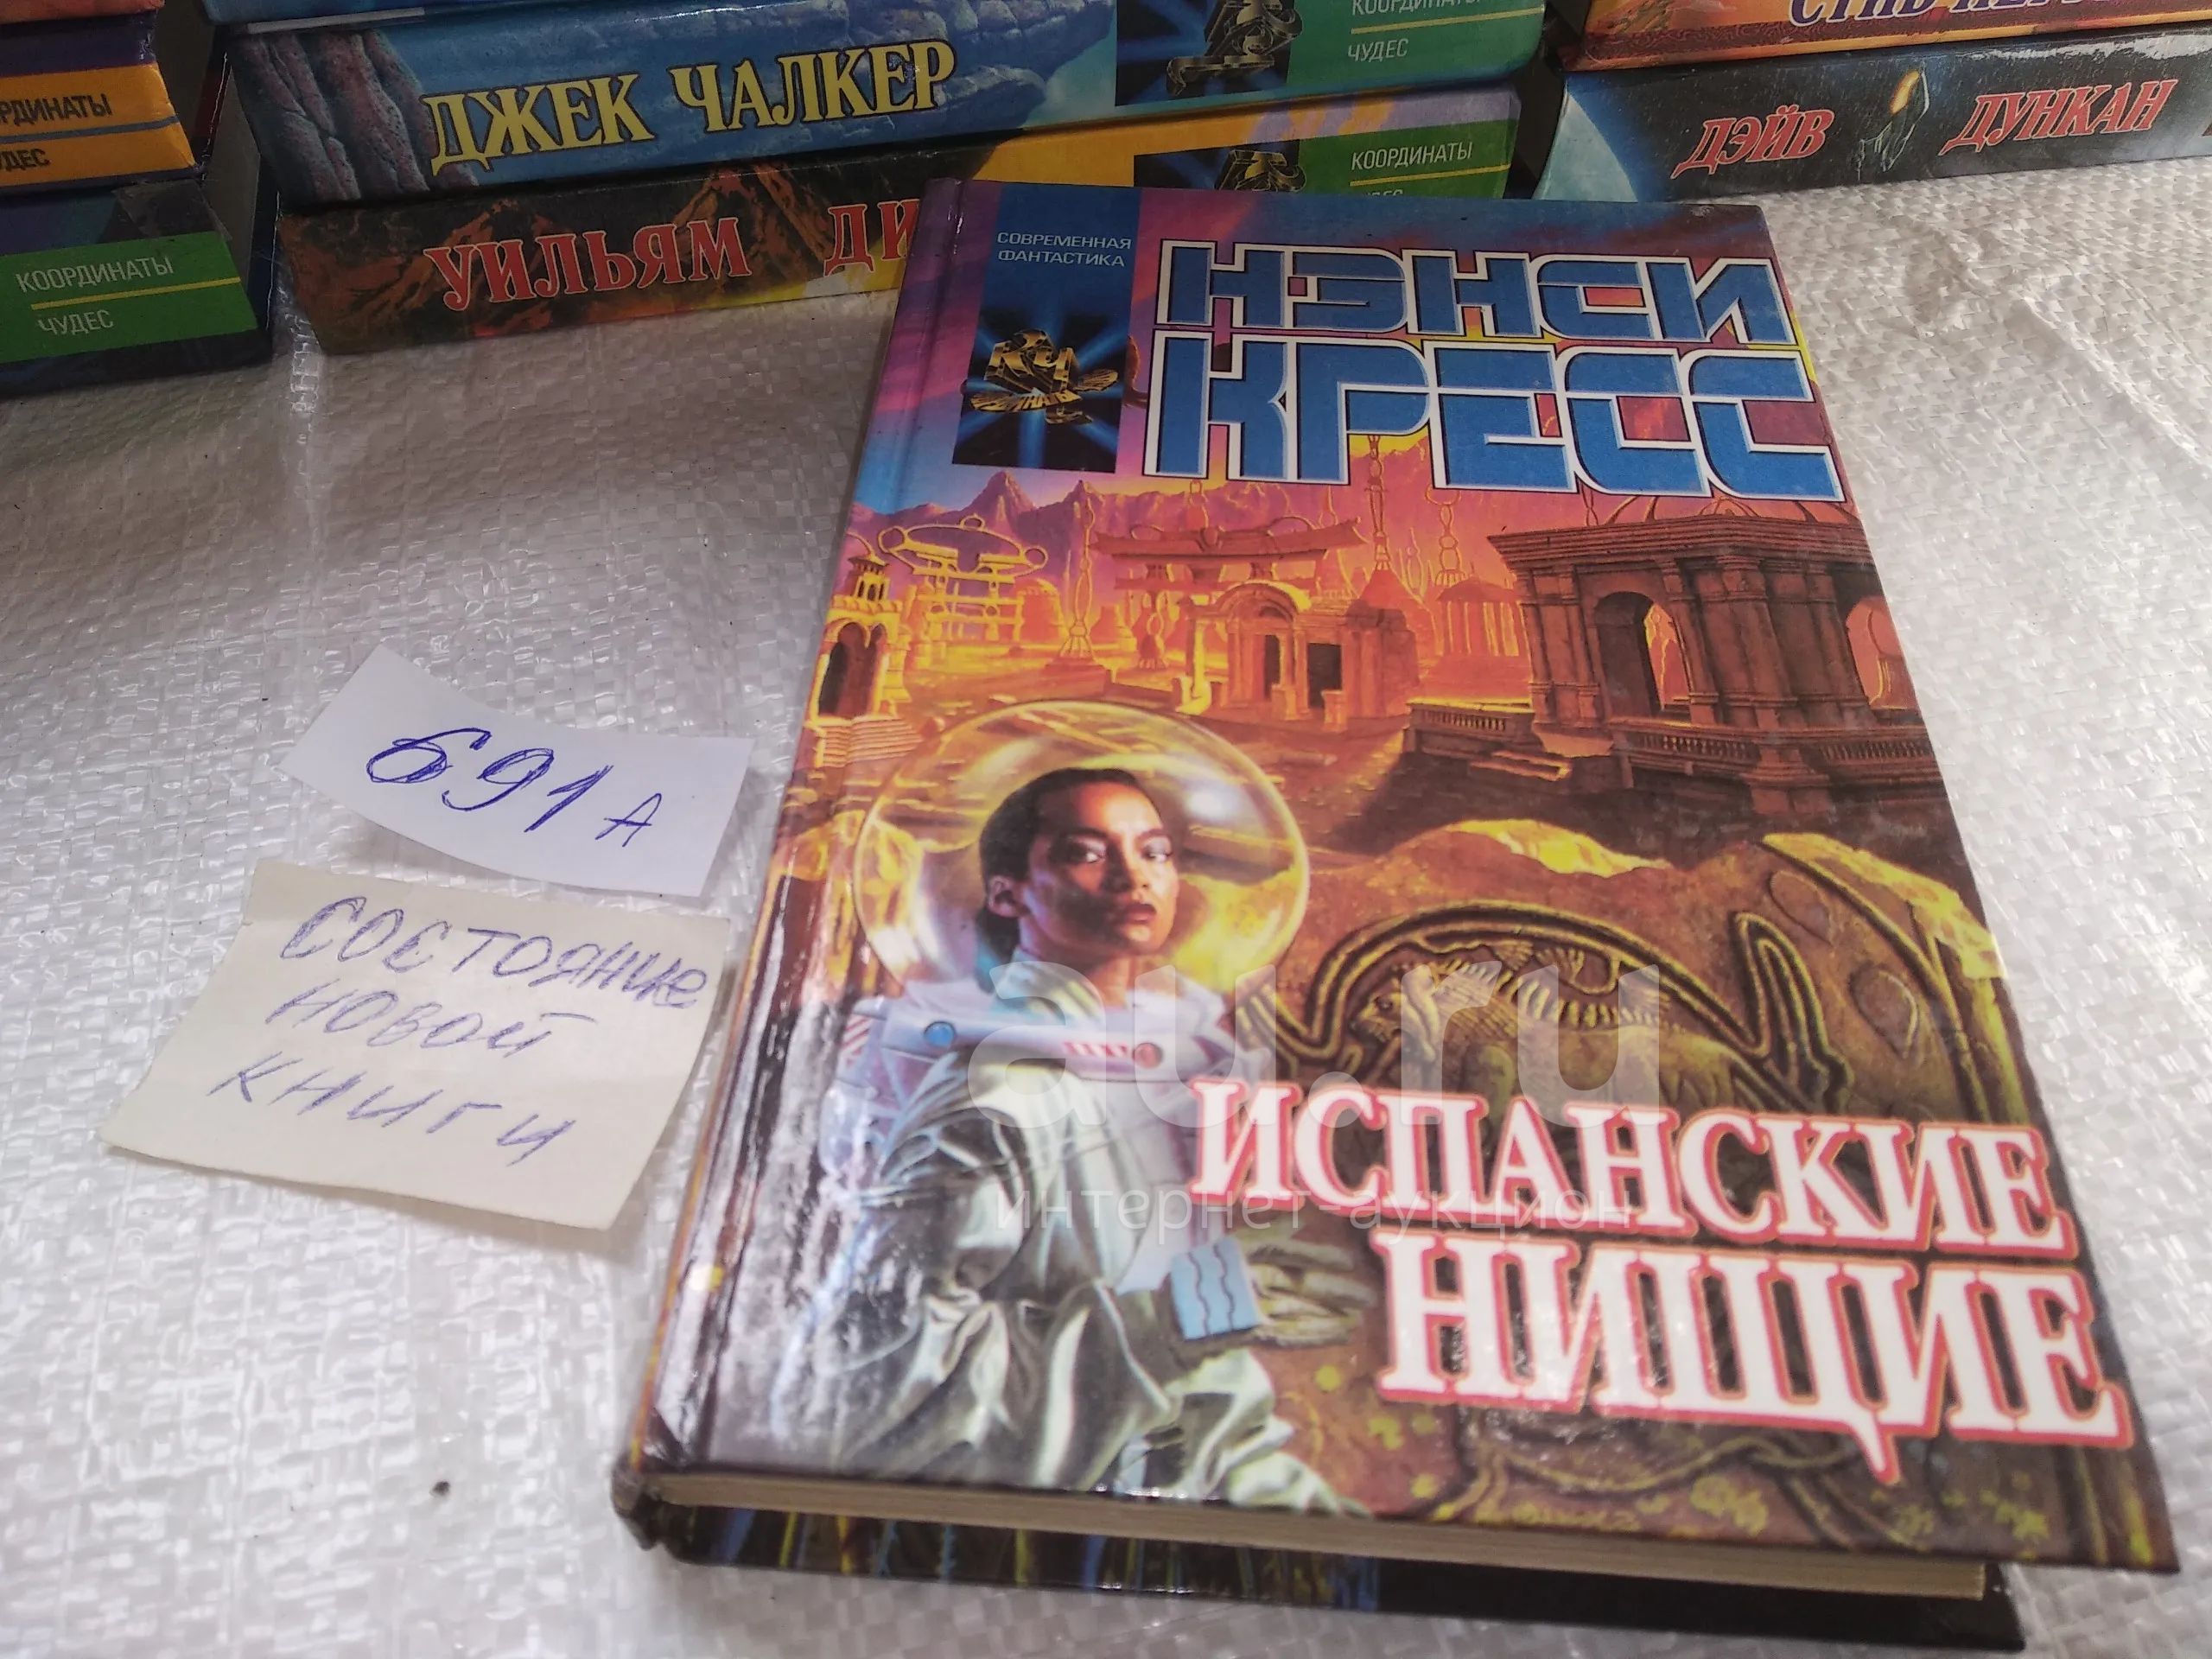 КООРДИНАТЫ
ЧУДЕС
ДЖЕК ЧАЛКЕР
КООРДИНАТЫ
УИЛЬЯМ
КООРДИНАТЫ
ЧУДЕС
ДЭЙВ ДУНКАН
СОВРЕМЕННАЯ
ФАНТАСТИКА
НЭНСИ
КРЕСС
691А
СОСТОЯНИЕ
НОВОЙ
КНИГИ
au.ru
интернет-аукцион
ИСПАНСКИЕ
НИЩИЕ